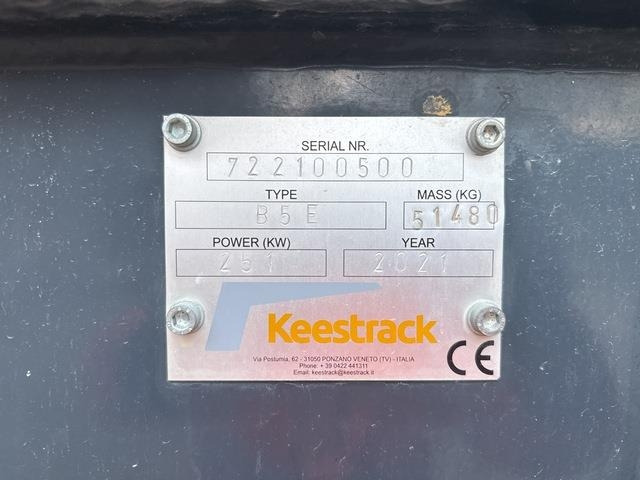 SERIAL NR.
722100500
TYPE
B5E
MASS (KG)
51480
POWER (KW)
251
YEAR
2021
Keestrack
Via Postumia, 62 - 31050 PONZANO VENETO (TV) - ITALIA
Phone: + 39 0422 441311
Email: keestrack@keestrack.it
CE